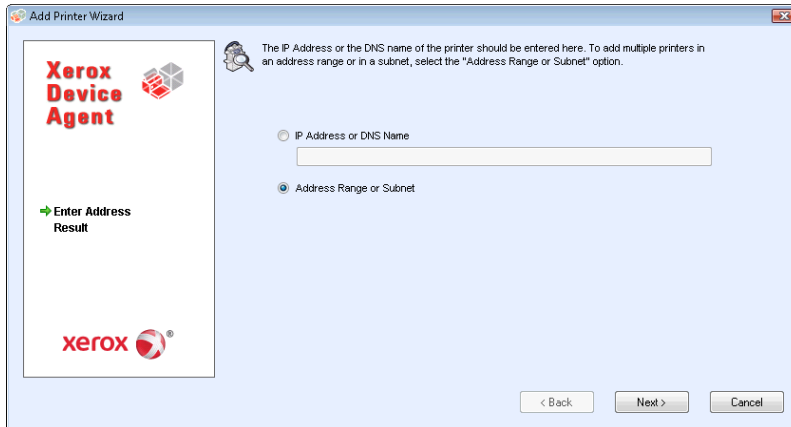 Add Printer Wizard
Xerox
Device
Agent
The IP Address or the DNS name of the printer should be entered here. To add multiple printers in
an address range or in a subnet, select the "Address Range or Subnet" option.
IP Address or DNS Name
Address Range or Subnet
Enter Address
Result
xerox ®
< Back
Next >
Cancel